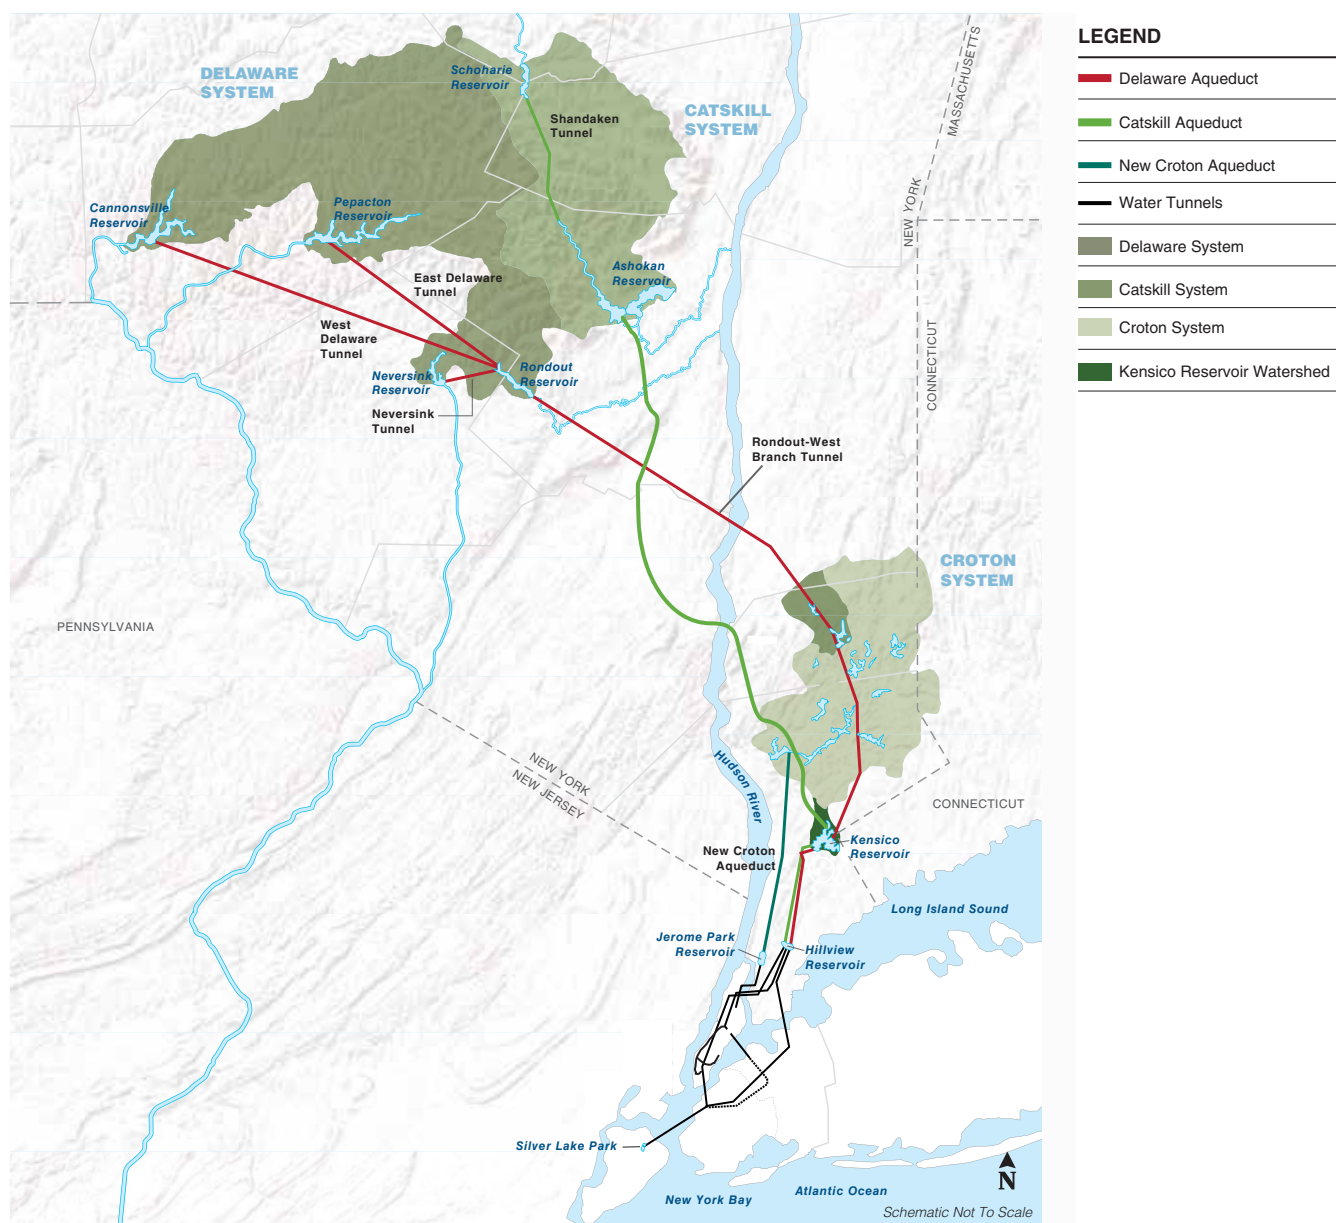 DELAWARE
SYSTEM
Schoharie
Reservoir
Shandaken
Tunnel
CATSKILL
SYSTEM
MASSACHUSETTS
NEW YORK
Cannonsville
Reservoir
Pepacton
Reservoir
East Delaware
Tunnel
Ashokan
Reservoir
West
Delaware
Tunnel
Neversink
Reservoir
Rondout
Reservoir
Neversink
Tunnel
CONNECTICUT
Rondout-West
Branch Tunnel
CROTON
SYSTEM
PENNSYLVANIA
NEW YORK
NEW JERSEY
Hudson River
CONNECTICUT
New Croton
Aqueduct
Kensico
Reservoir
Long Island Sound
Jerome Park
Reservoir
Hillview
Reservoir
Silver Lake Park
New York Bay
Atlantic Ocean
N
Schematic Not To Scale
LEGEND
Delaware Aqueduct
Catskill Aqueduct
New Croton Aqueduct
Water Tunnels
Delaware System
Catskill System
Croton System
Kensico Reservoir Watershed